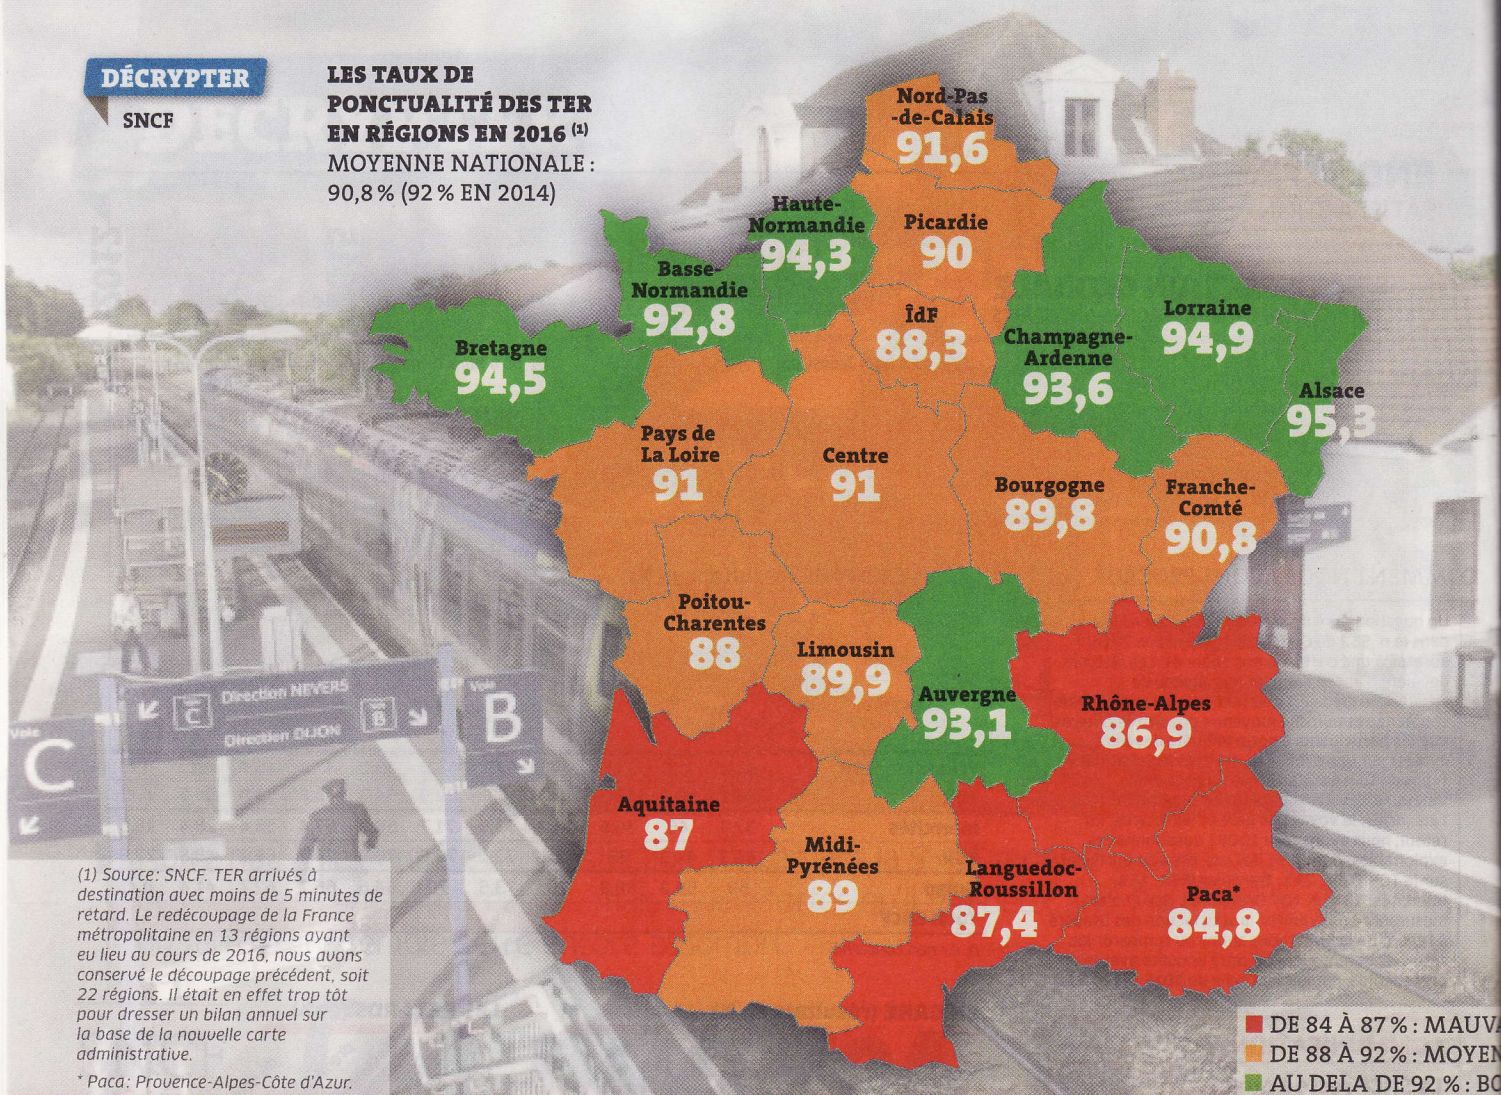 DÉCRYPTER
SNCF
LES TAUX DE
PONCTUALITÉ DES TER
EN RÉGIONS EN 2016 (1)
MOYENNE NATIONALE :
90,8 % (92 % EN 2014)
Nord-Pas
-de-Calais
91,6
Haute-
Normandie
94,3
Picardie
90
Basse-
Normandie
92,8
ÎdF
88,3
Champagne-
Ardenne
93,6
Lorraine
94,9
Alsace
95,3
Bretagne
94,5
Pays de
La Loire
91
Centre
91
Bourgogne
89,8
Franche-
Comté
90,8
Poitou-
Charentes
88
Limousin
89,9
Auvergne
93,1
Rhône-Alpes
86,9
Aquitaine
87
Midi-
Pyrénées
89
Languedoc-
Roussillon
87,4
Paca*
84,8
Voie
C
C
Direction NEVERS
Direction DIJON
B
Voie
B
(1) Source: SNCF. TER arrivés à
destination avec moins de 5 minutes de
retard. Le redécoupage de la France
métropolitaine en 13 régions ayant
eu lieu au cours de 2016, nous avons
conservé le découpage précédent, soit
22 régions. Il était en effet trop tôt
pour dresser un bilan annuel sur
la base de la nouvelle carte
administrative.
* Paca: Provence-Alpes-Côte d'Azur.
DE 84 À 87 % : MAUVA
DE 88 À 92 % : MOYEN
AU DELA DE 92 % : BO